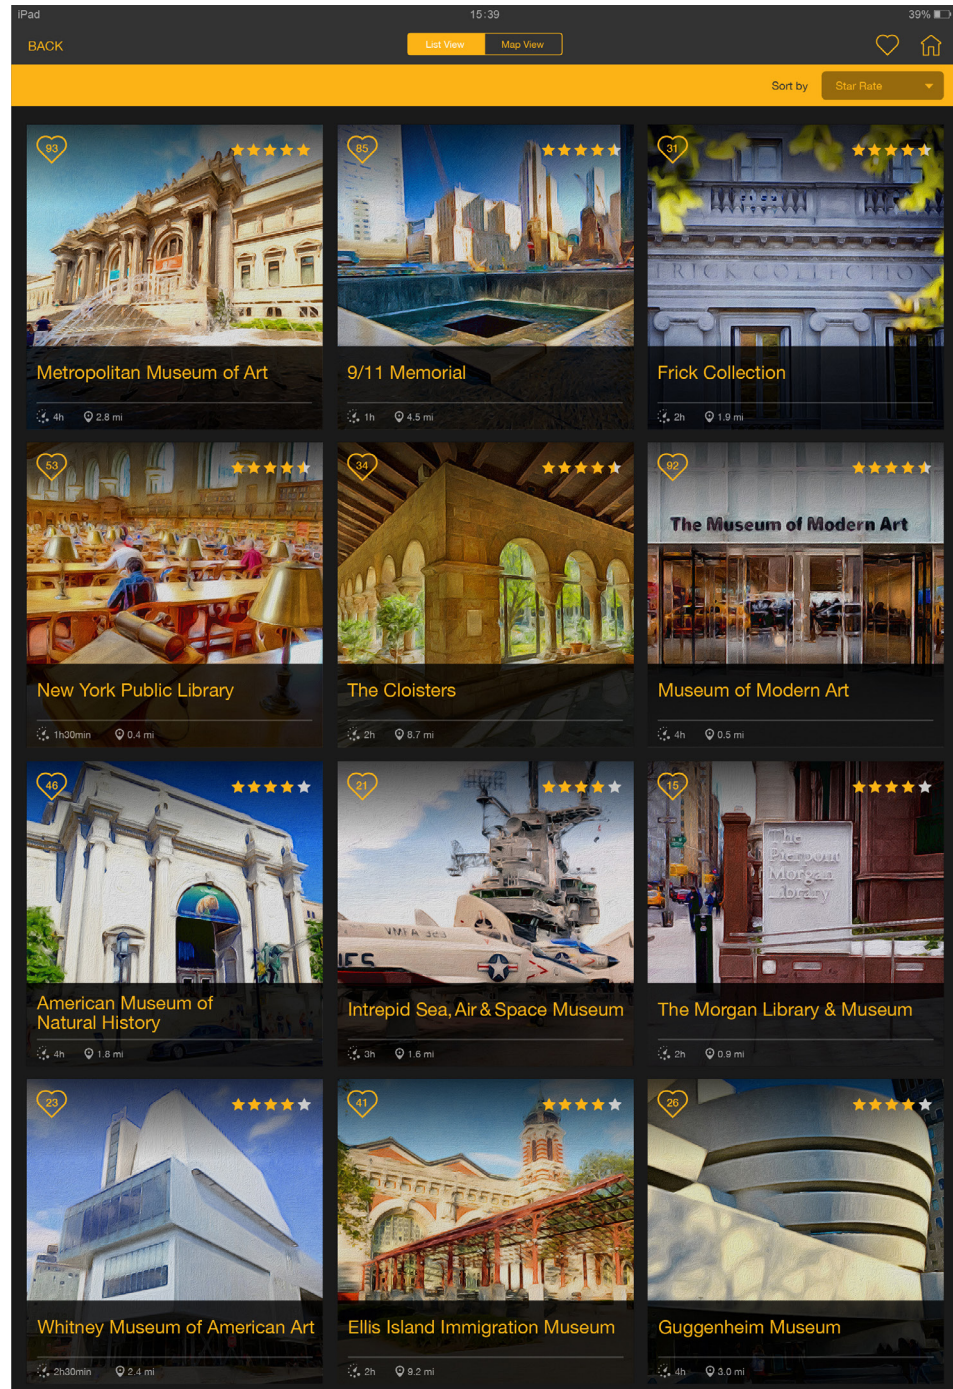 iPad
15:39
39%
BACK
List View
Map View
Sort by
Star Rate
93
85
31
FRICK COLLECTION
Metropolitan Museum of Art
9/11 Memorial
Frick Collection
4h
2.8 mi
1h
4.5 mi
2h
1.9 mi
53
34
92
The Museum of Modern Art
New York Public Library
The Cloisters
Museum of Modern Art
1h30min
0.4 mi
2h
8.7 mi
4h
0.5 mi
46
21
15
The
Pierpont
Morgan
Library
VMFA 323
American Museum of
Natural History
Intrepid Sea, Air & Space Museum
The Morgan Library & Museum
4h
1.8 mi
3h
1.6 mi
2h
0.9 mi
23
41
26
Whitney Museum of American Art
Ellis Island Immigration Museum
Guggenheim Museum
2h30min
2.4 mi
2h
9.2 mi
4h
3.0 mi